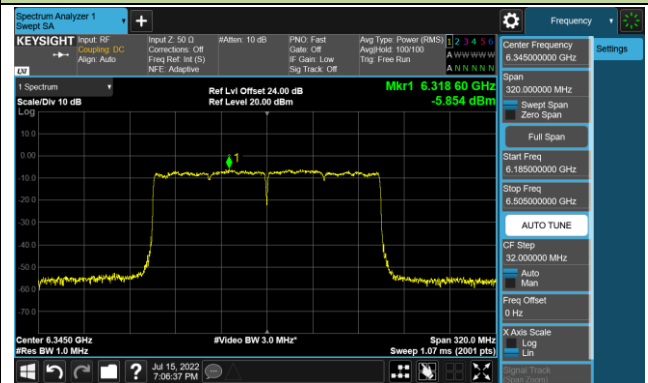 Spectrum Analyzer 1
Swept SA
Frequency
KEYSIGHT
Input: RF
Coupling: DC
Align: Auto
Input Z: 50 Ω
Corrections: Off
Freq Ref: Int (S)
NFE: Adaptive
#Atten: 10 dB
PNO: Fast
Gate: Off
IF Gain: Low
Sig Track: Off
Avg Type: Power (RMS)
Avg|Hold: 100/100
Trig: Free Run
1 2 3 4 5 6
A W W W W W
A N N N N N
LXI
Center Frequency
6.345000000 GHz
Settings
Span
320.000000 MHz
Swept Span
Zero Span
Full Span
Start Freq
6.185000000 GHz
Stop Freq
6.505000000 GHz
AUTO TUNE
CF Step
32.000000 MHz
Auto
Man
Freq Offset
0 Hz
X Axis Scale
Log
Lin
Signal Track
(Span Zoom)
1 Spectrum
Scale/Div 10 dB
Log
Ref Lvl Offset 24.00 dB
Ref Level 20.00 dBm
Mkr1 6.318 60 GHz
-5.854 dBm
10.0
0.00
1
-10.0
-20.0
-30.0
-40.0
-50.0
-60.0
-70.0
Center 6.3450 GHz
#Res BW 1.0 MHz
#Video BW 3.0 MHz*
Span 320.0 MHz
Sweep 1.07 ms (2001 pts)
?
Jul 15, 2022
7:06:37 PM